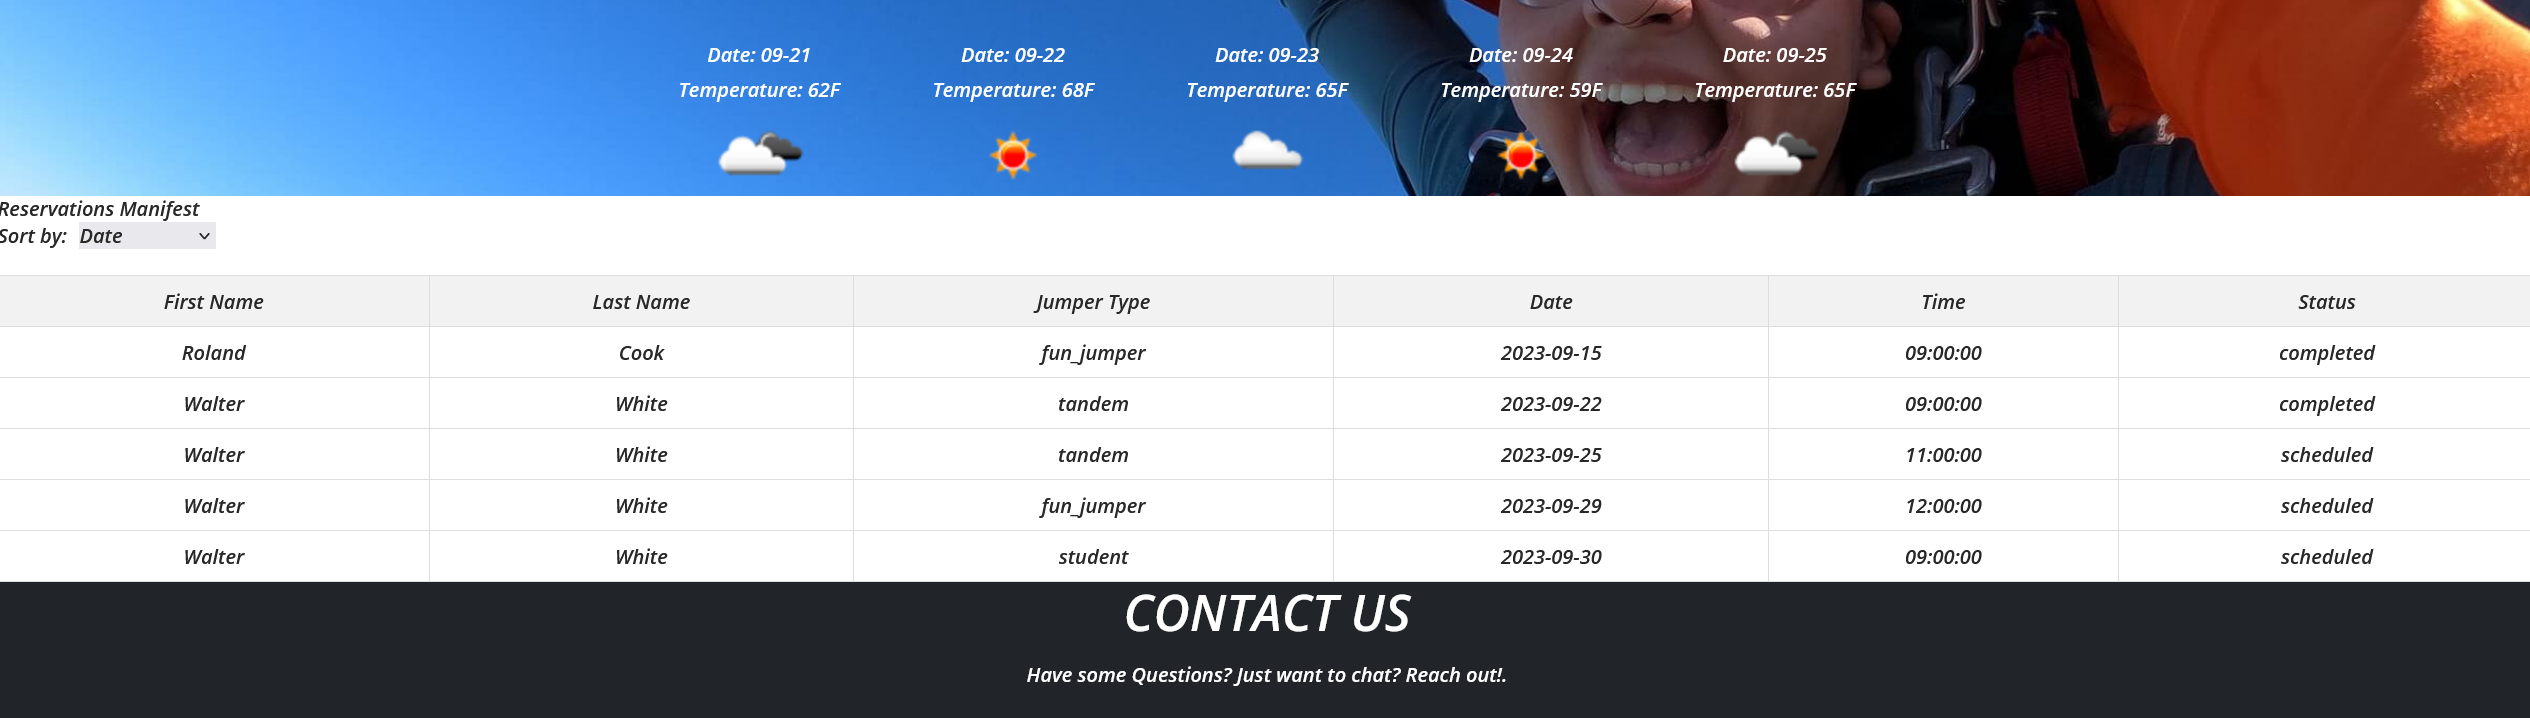 Date: 09-21 Date: 09-22 Date: 09-23 Date: 09-24 Date: 09-25
Temperature: 62F Temperature: 68F Temperature: 65F Temperature: 59F Temperature: 65F
Reservations Manifest
Sort by: Date
First Name Last Name Jumper Type Date Time Status
Roland Cook fun_jumper 2023-09-15 09:00:00 completed
Walter White tandem 2023-09-22 09:00:00 completed
Walter White tandem 2023-09-25 11:00:00 scheduled
Walter White fun_jumper 2023-09-29 12:00:00 scheduled
Walter White student 2023-09-30 09:00:00 scheduled
CONTACT US
Have some Questions? Just want to chat? Reach out!.